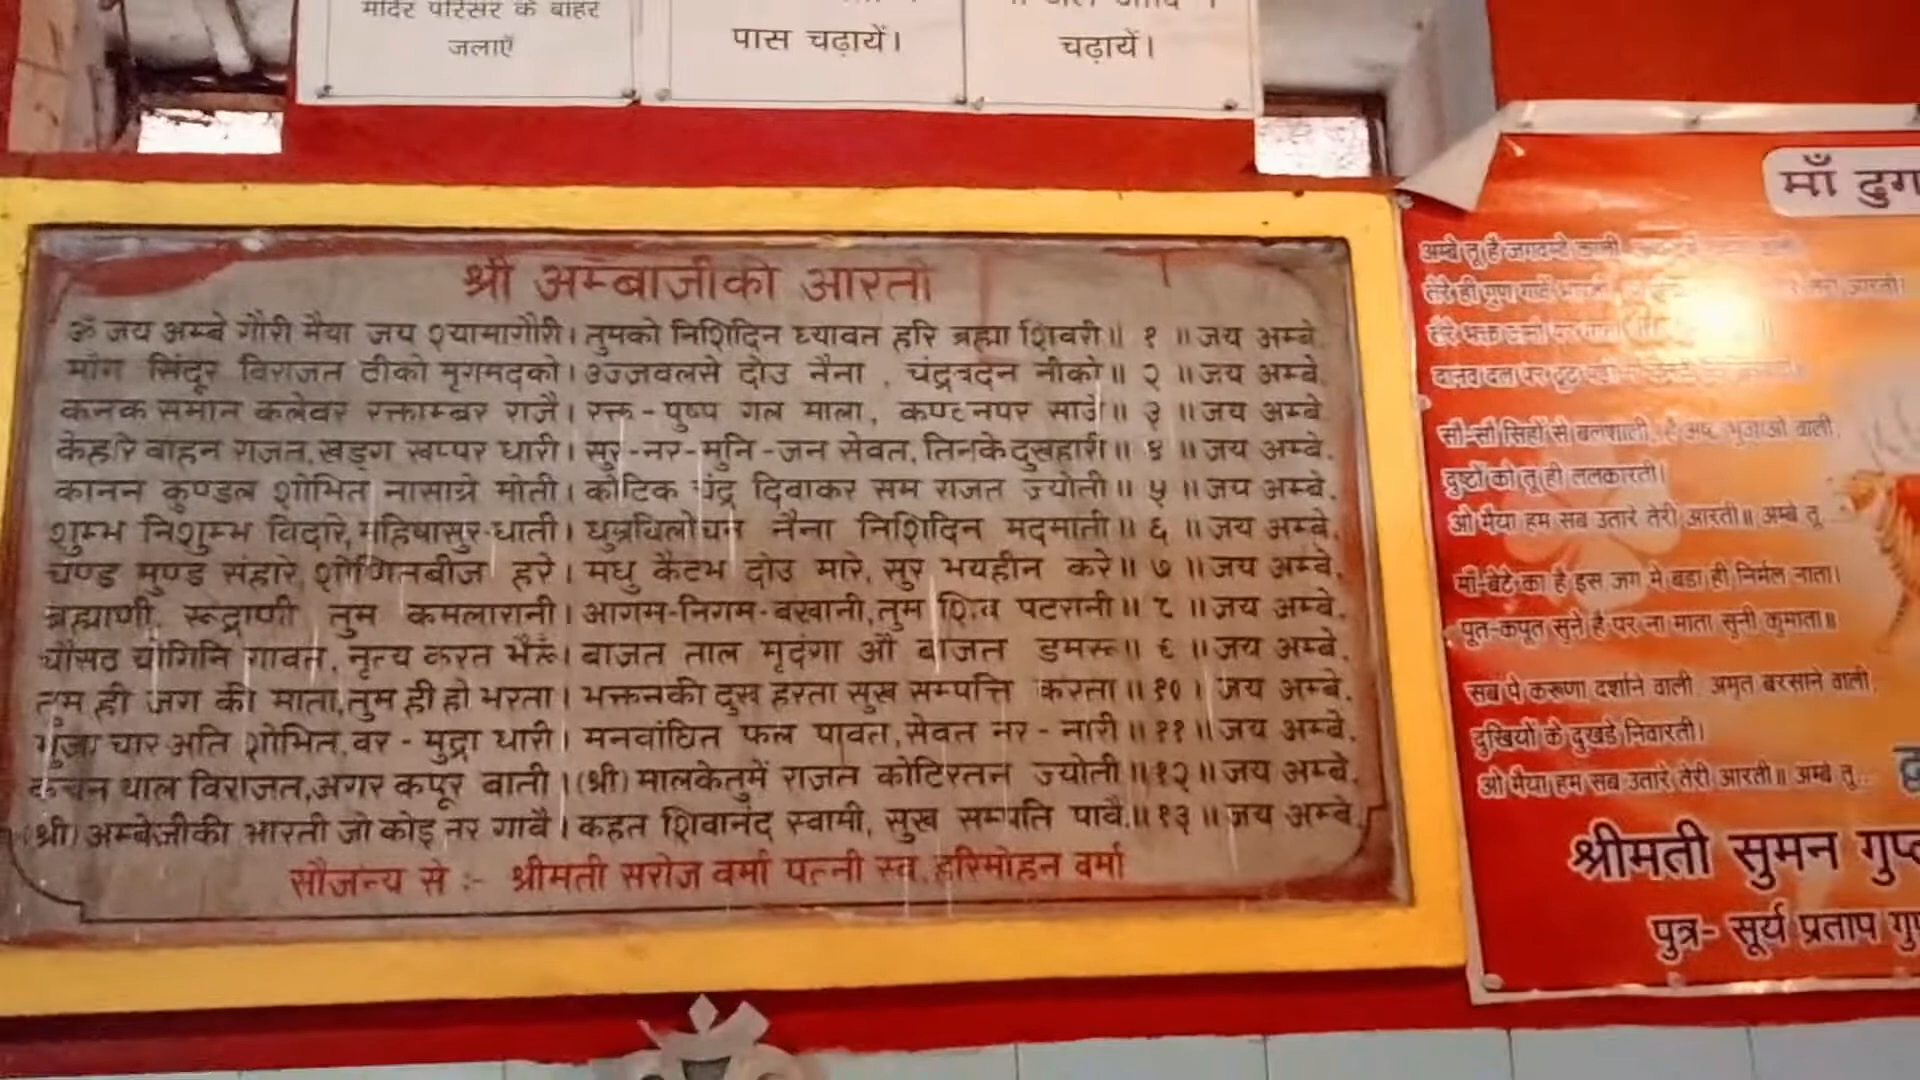 मंदिर परिसर के बाहर
जलाएँ
पास चढ़ायें।
चढ़ायें।
श्री अम्बाजीकी आरती
ॐ जय अम्बे गौरी मैया जय श्यामागौरी। तुमको निशिदिन ध्यावत हरि ब्रह्मा शिवरी॥ १ ॥ जय अम्बे.
माँग सिंदूर विराजत टीको मृगमदको। उज्जवलसे दोउ नैना, चंद्रवदन नीको॥ २ ॥ जय अम्बे.
कनक समान कलेवर रक्ताम्बर राजै। रक्त-पुष्प गल माला, कण्टनपर साजे॥ ३ ॥ जय अम्बे
केहरि वाहन राजत, खड्ग खप्पर धारी। सुर-नर-मुनि-जन सेवत, तिनके दुखहारी॥ ४ ॥ जय अम्बे.
कानन कुण्डल शोभित नासाग्रे मोती। कोटिक चंद्र दिवाकर सम राजत ज्योती॥ ५ ॥ जय अम्बे.
शुम्भ निशुम्भ विदारे, महिषासुर-घाती। धुम्रविलोचन नैना निशिदिन मदमाती॥ ६ ॥ जय अम्बे.
चण्ड मुण्ड संहारे, शोणितबीज हरे। मधु कैटभ दोउ मारे, सुर भयहीन करे॥ ७ ॥ जय अम्बे.
ब्रह्माणी, रूद्राणी तुम कमलारानी। आगम-निगम-बखानी, तुम शिव पटरानी॥ ८ ॥ जय अम्बे.
चौंसठ योगिनि गावत, नृत्य करत भैरूँ। बाजत ताल मृदंगा औ बाजत डमरू॥ ९ ॥ जय अम्बे.
तुम ही जग की माता, तुम ही हो भरता। भक्तनकी दुख हरता सुख सम्पत्ति करता॥ १० । जय अम्बे.
भुजा चार अति शोभित, वर-मुद्रा धारी। मनवांछित फल पावत, सेवत नर-नारी॥ ११ ॥ जय अम्बे.
कंचन थाल विराजत, अगर कपूर बाती। (श्री) मालकेतुमें राजत कोटिरतन ज्योती॥ १२ ॥ जय अम्बे.
(श्री) अम्बेजीकी आरती जो कोइ नर गावै। कहत शिवानंद स्वामी, सुख सम्पति पावै.॥ १३ ॥ जय अम्बे.
सौजन्य से :- श्रीमती सरोज वर्मा पत्नी स्व. हरिमोहन वर्मा
माँ दुर्गा
अम्बे तू है जगदम्बे काली
तेरे ही गुण गायें भारती
दानव दल पर टूट पड़ो
सौ-सौ सिहों से बलशाली, है अष्ट भुजाओ वाली,
दुष्टों को तू ही ललकारती।
ओ मैया हम सब उतारे तेरी आरती॥ अम्बे तू
माँ-बेटे का है इस जग मे बडा ही निर्मल नाता।
पूत-कपूत सुने है पर ना माता सुनी कुमाता॥
सब पे करूणा दर्शाने वाली अमृत बरसाने वाली,
दुखियों के दुखडे निवारती।
ओ मैया हम सब उतारे तेरी आरती॥ अम्बे तू...
श्रीमती सुमन गुप्ता
पुत्र- सूर्य प्रताप